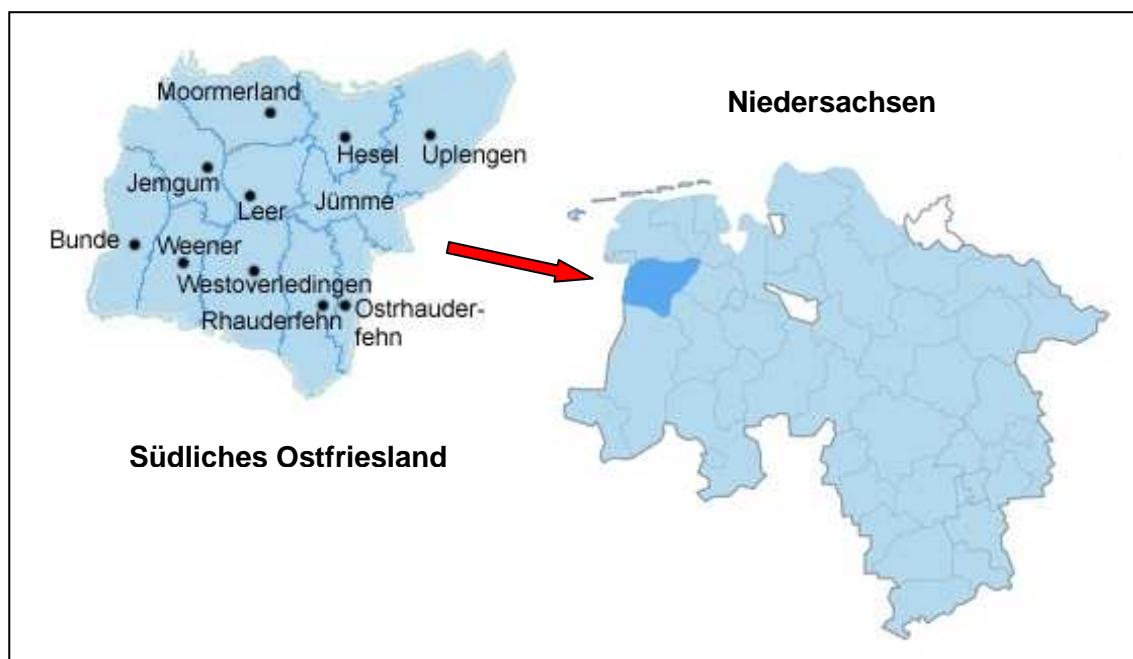 Moormerland
Hesel
Uplengen
Jemgum
Leer
Jümme
Bunde
Weener
Westoverledingen
Rhauderfehn
Ostrhauder-
fehn
Südliches Ostfriesland
Niedersachsen